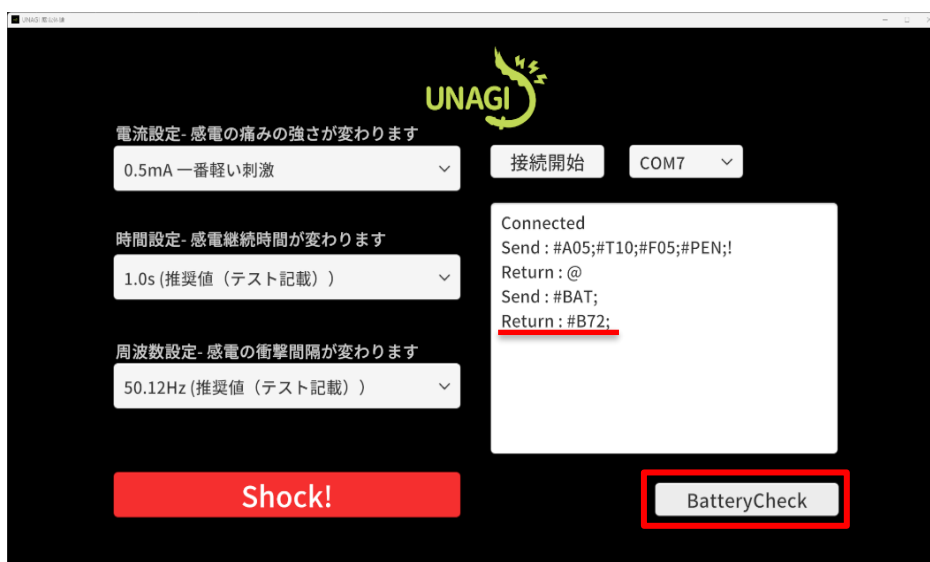 UNAGI
電流設定- 感電の痛みの強さが変わります
0.5mA 一番軽い刺激
時間設定- 感電継続時間が変わります
1.0s (推奨値（テスト記載）)
周波数設定- 感電の衝撃間隔が変わります
50.12Hz (推奨値（テスト記載）)
Shock!
接続開始
COM7
Connected
Send : #A05;#T10;#F05;#PEN;!
Return : @
Send : #BAT;
Return : #B72;
BatteryCheck